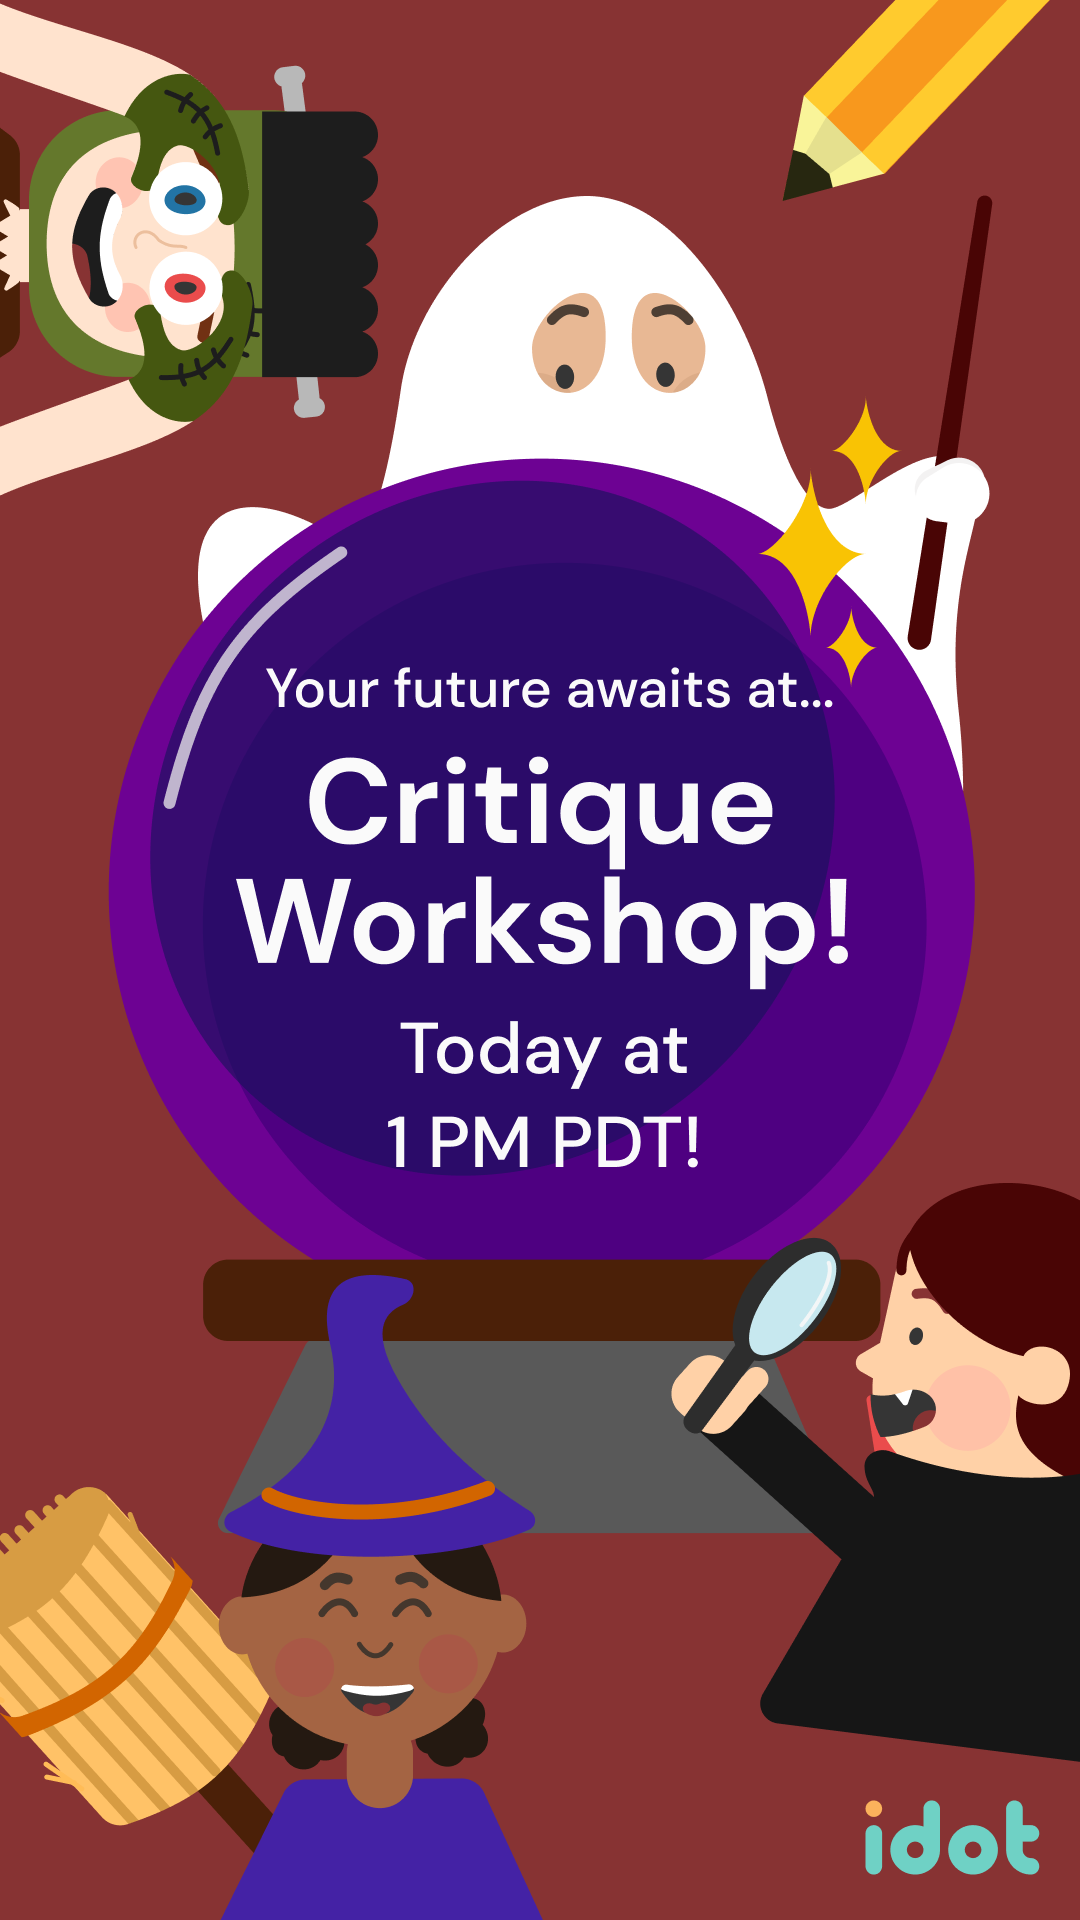 Your future awaits at...
Critique
Workshop!
Today at
1 PM PDT!
idot